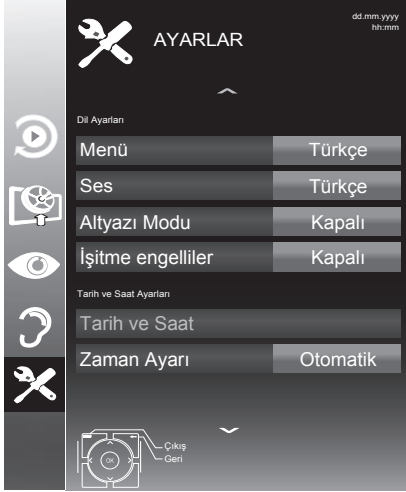 AYARLAR
dd.mm.yyyy
hh:mm
Dil Ayarları
Menü Türkçe
Ses Türkçe
Altyazı Modu Kapalı
İşitme engelliler Kapalı
Tarih ve Saat Ayarları
Tarih ve Saat
Zaman Ayarı Otomatik
Çıkış
Geri
OK